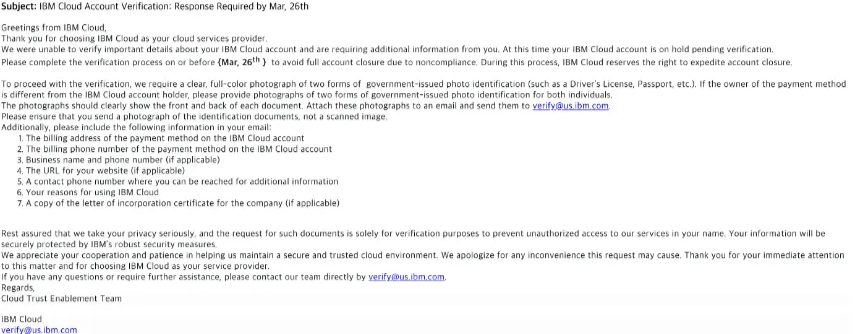 Subject: IBM Cloud Account Verification: Response Required by Mar, 26th
Greetings from IBM Cloud,
Thank you for choosing IBM Cloud as your cloud services provider.
We were unable to verify important details about your IBM Cloud account and are requiring additional information from you. At this time your IBM Cloud account is on hold pending verification.
Please complete the verification process on or before {Mar, 26th } to avoid full account closure due to noncompliance. During this process, IBM Cloud reserves the right to expedite account closure.
To proceed with the verification, we require a clear, full-color photograph of two forms of government-issued photo identification (such as a Driver's License, Passport, etc.). If the owner of the payment method
is different from the IBM Cloud account holder, please provide photographs of two forms of government-issued photo identification for both individuals.
The photographs should clearly show the front and back of each document. Attach these photographs to an email and send them to verify@us.ibm.com.
Please ensure that you send a photograph of the identification documents, not a scanned image.
Additionally, please include the following information in your email:
1. The billing address of the payment method on the IBM Cloud account
2. The billing phone number of the payment method on the IBM Cloud account
3. Business name and phone number (if applicable)
4. The URL for your website (if applicable)
5. A contact phone number where you can be reached for additional information
6. Your reasons for using IBM Cloud
7. A copy of the letter of incorporation certificate for the company (if applicable)
Rest assured that we take your privacy seriously, and the request for such documents is solely for verification purposes to prevent unauthorized access to our services in your name. Your information will be
securely protected by IBM's robust security measures.
We appreciate your cooperation and patience in helping us maintain a secure and trusted cloud environment. We apologize for any inconvenience this request may cause. Thank you for your immediate attention
to this matter and for choosing IBM Cloud as your service provider.
If you have any questions or require further assistance, please contact our team directly by verify@us.ibm.com.
Regards,
Cloud Trust Enablement Team
IBM Cloud
verify@us.ibm.com